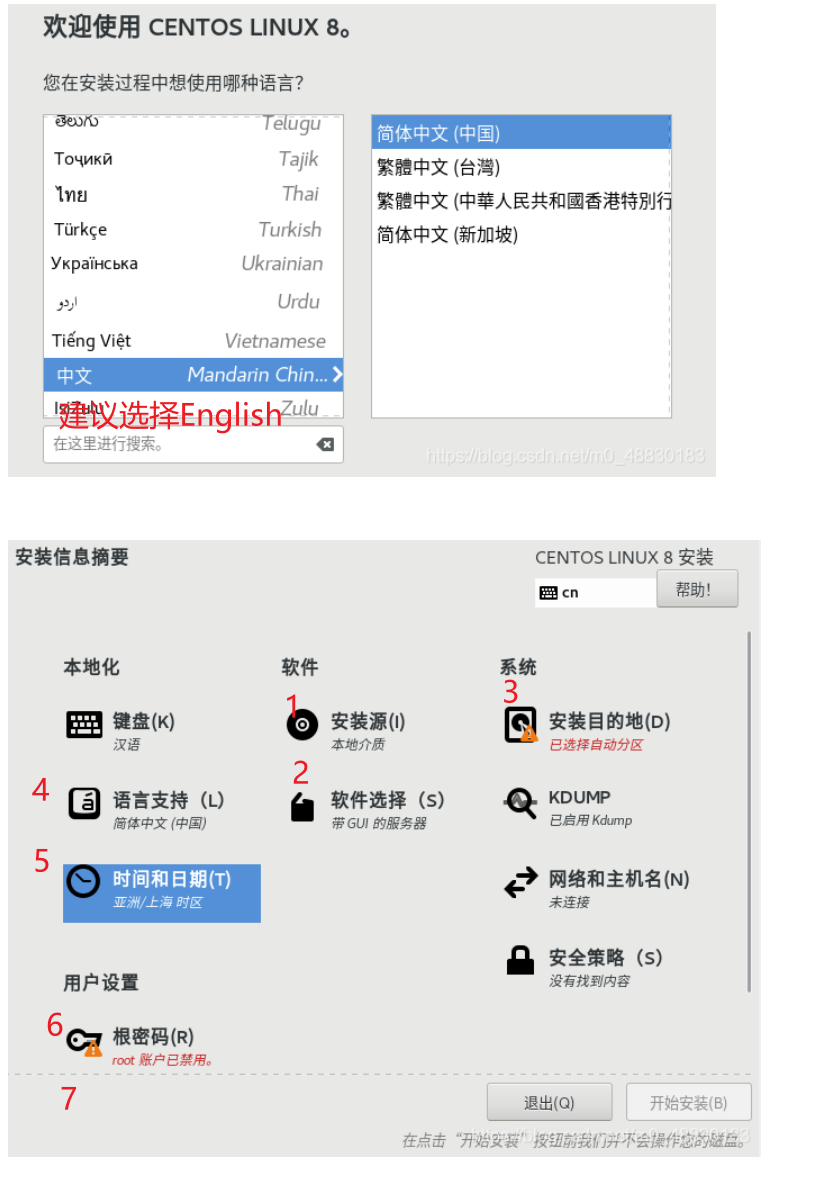 欢迎使用 CENTOS LINUX 8。
您在安装过程中想使用哪种语言?
తెలుగు Telugu
Тоҷикӣ Tajik
ไทย Thai
Türkçe Turkish
Українська Ukrainian
اردو Urdu
Tiếng Việt Vietnamese
中文 Mandarin Chin...
IsiZulu Zulu
建议选择English
在这里进行搜索。
简体中文 (中国)
繁體中文 (台灣)
繁體中文 (中華人民共和國香港特別行
简体中文 (新加坡)
https://blog.csdn.net/m0_48830183
安装信息摘要
CENTOS LINUX 8 安装
cn
帮助!
本地化
键盘(K)
汉语
4
语言支持(L)
简体中文 (中国)
5
时间和日期(T)
亚洲/上海 时区
软件
1
安装源(I)
本地介质
2
软件选择(S)
带 GUI 的服务器
系统
3
安装目的地(D)
已选择自动分区
KDUMP
已启用 Kdump
网络和主机名(N)
未连接
安全策略(S)
没有找到内容
用户设置
6
根密码(R)
root 账户已禁用。
7
退出(Q)
开始安装(B)
在点击“开始安装”按钮前我们并不会操作您的磁盘。